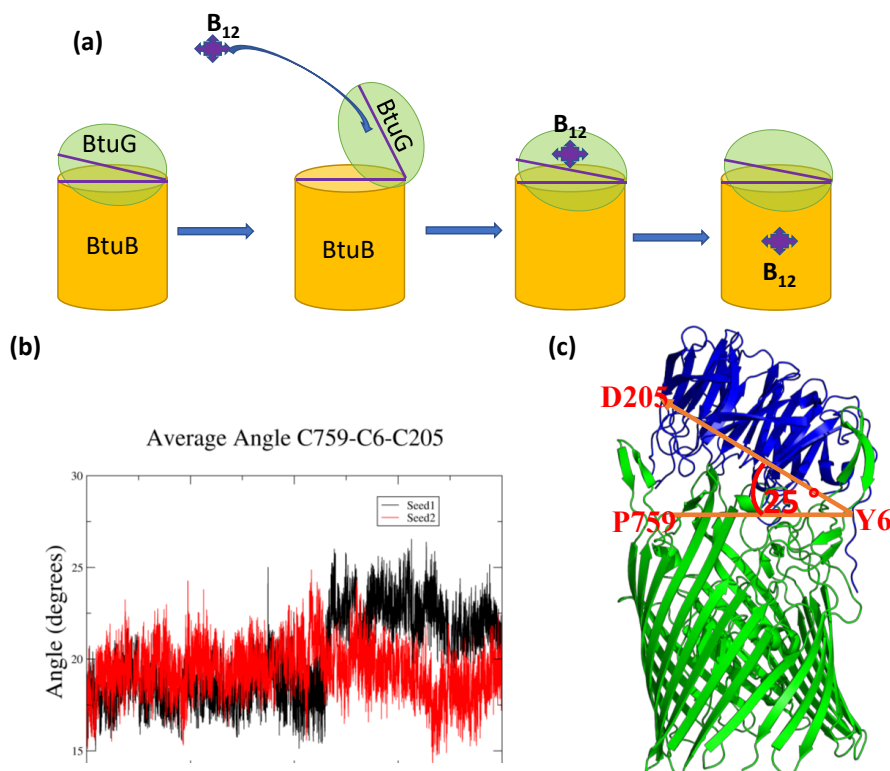 (a)
B12
BtuG
BtuB
BtuG
BtuB
B12
B12
(b)
Average Angle C759-C6-C205
Angle (degrees)
30
25
20
15
Seed1
Seed2
(c)
D205
25 °
P759
Y6